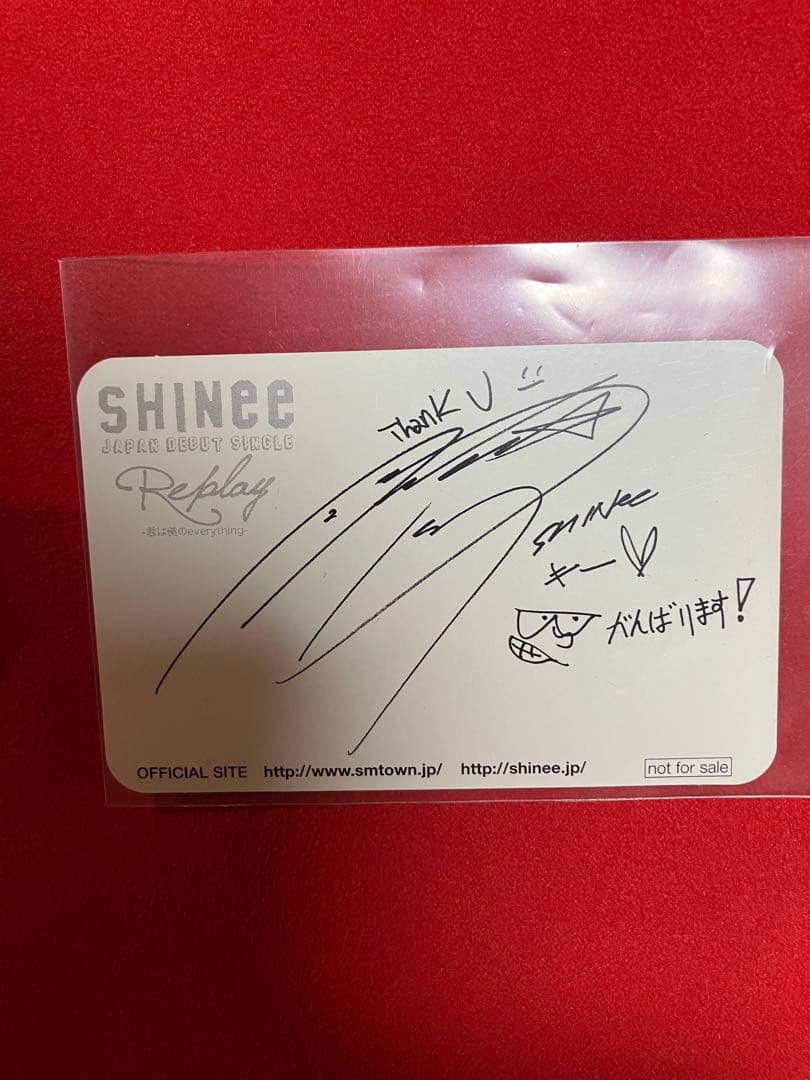 SHINee
JAPAN DEBUT SINGLE
Replay
-君は僕のeverything-
Thank U
SHINee
キー
がんばります!
OFFICIAL SITE http://www.smtown.jp/ http://shinee.jp/
not for sale